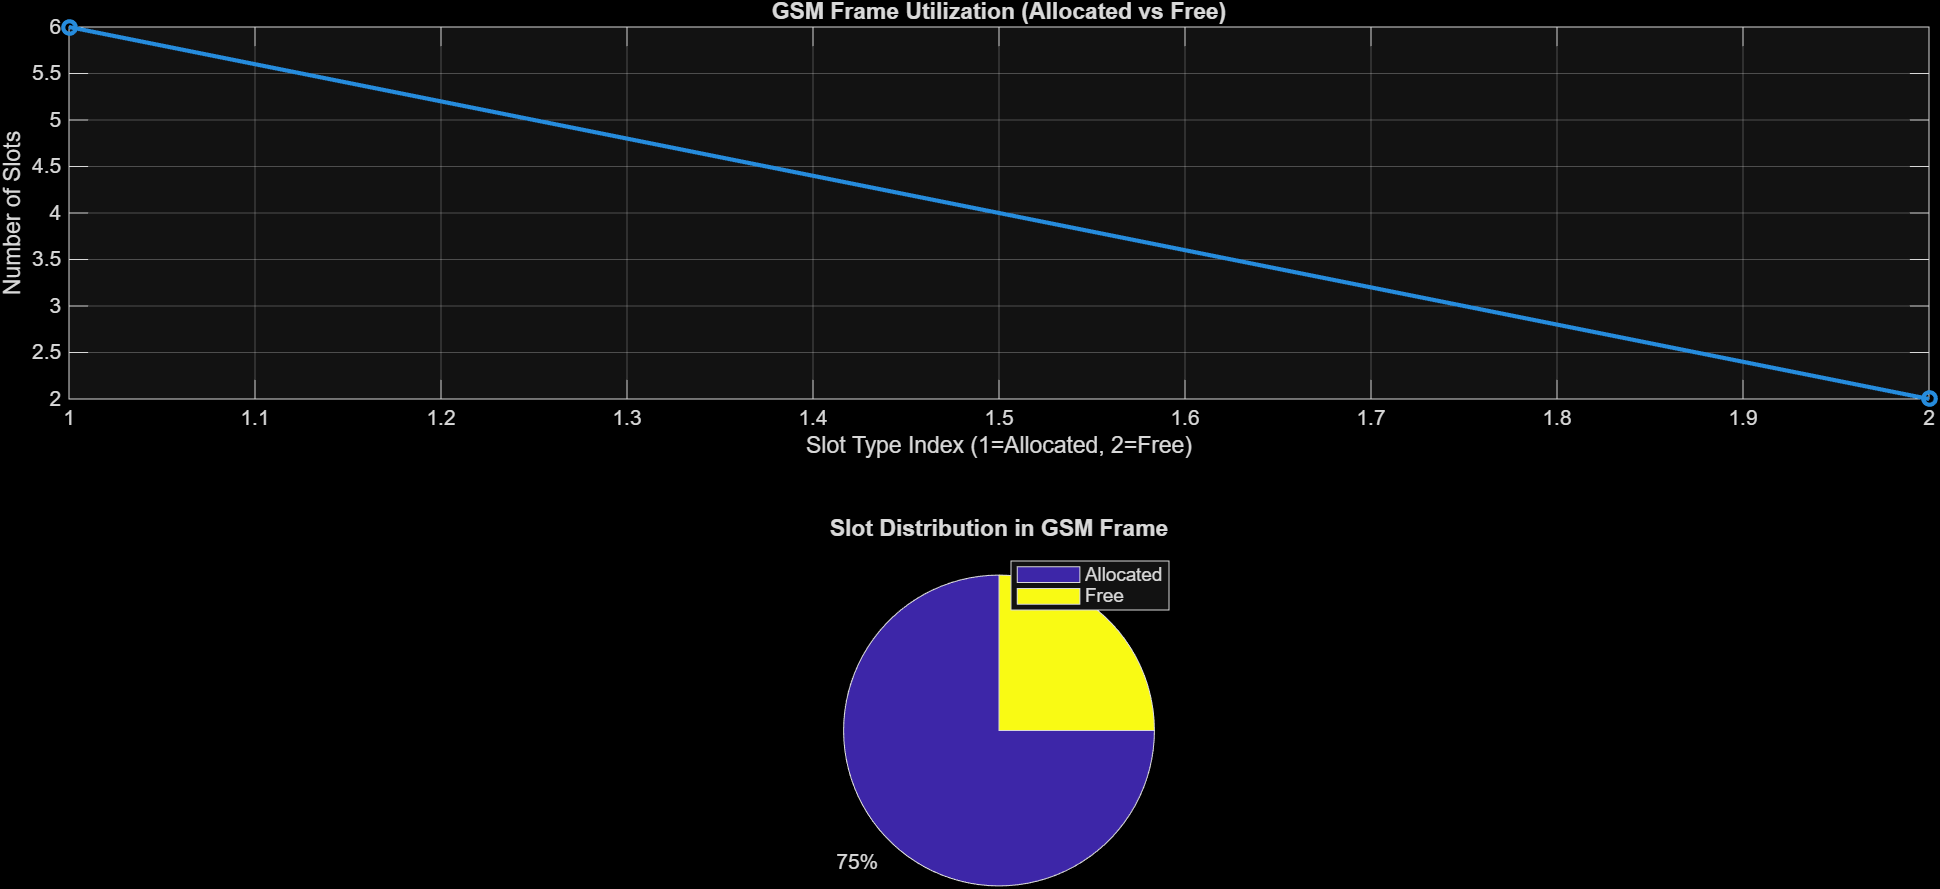 GSM Frame Utilization (Allocated vs Free)
Number of Slots
6
5.5
5
4.5
4
3.5
3
2.5
2
1 1.1 1.2 1.3 1.4 1.5 1.6 1.7 1.8 1.9 2
Slot Type Index (1=Allocated, 2=Free)
Slot Distribution in GSM Frame
Allocated
Free
75%